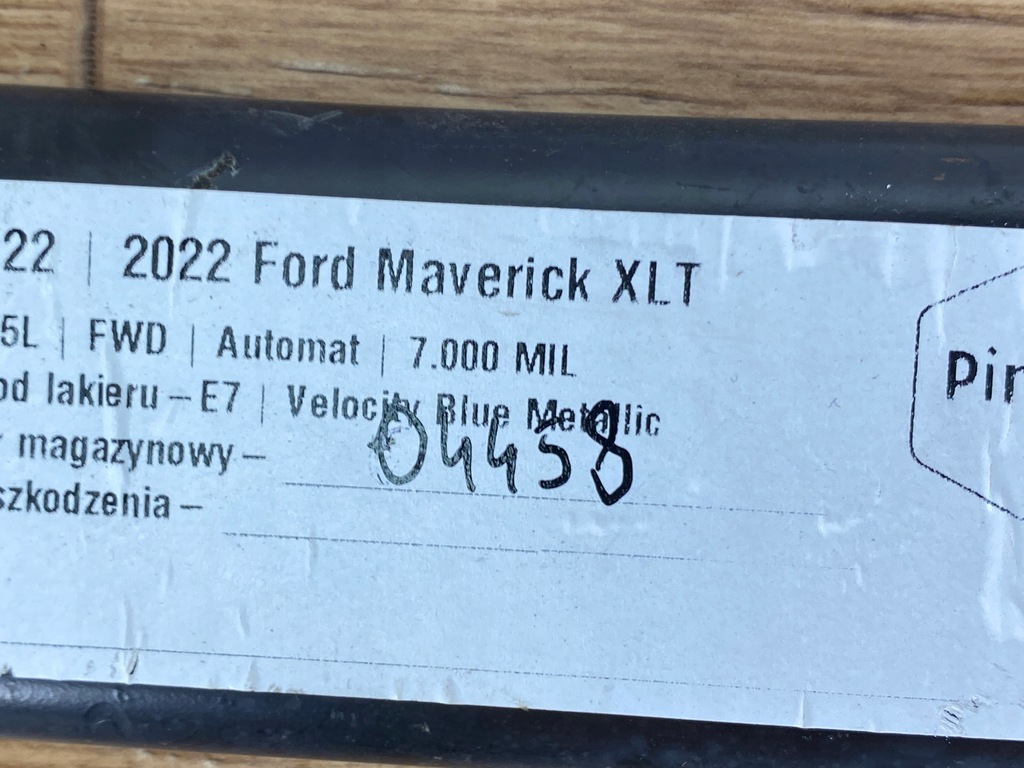 22 | 2022 Ford Maverick XLT
5L | FWD | Automat | 7.000 MIL
od lakieru – E7 | Velocity Blue Metallic
magazynowy – 04458
szkodzenia –
Pin